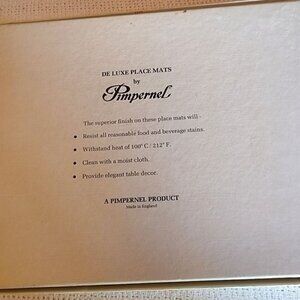 DE LUXE PLACE MATS
by
Pimpernel
The superior finish on these place mats will -
• Resist all reasonable food and beverage stains.
• Withstand heat of 100° C / 212° F.
• Clean with a moist cloth.
• Provide elegant table decor.
A PIMPERNEL PRODUCT
Made in England